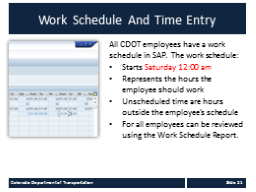 Work Schedule And Time Entry
All CDOT employees have a work
schedule in SAP. The work schedule:
• Starts Saturday 12:00 am
• Represents the hours the
employee should work
• Unscheduled time are hours
outside the employee's schedule
• For all employees can be reviewed
using the Work Schedule Report.
Colorado Department of Transportation
Slide 21